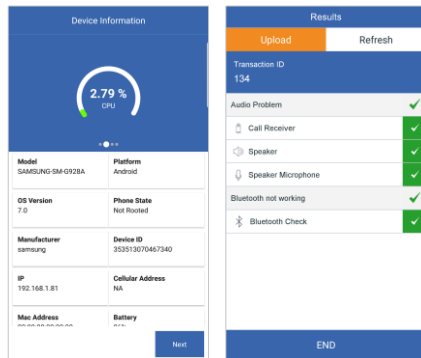 Device Information
2.79 %
CPU
Model
SAMSUNG-SM-G928A
Platform
Android
OS Version
7.0
Phone State
Not Rooted
Manufacturer
samsung
Device ID
353513070467340
IP
192.168.1.81
Cellular Address
NA
Mac Address
Battery
Next
Results
Upload
Refresh
Transaction ID
134
Audio Problem
Call Receiver
Speaker
Speaker Microphone
Bluetooth not working
Bluetooth Check
END